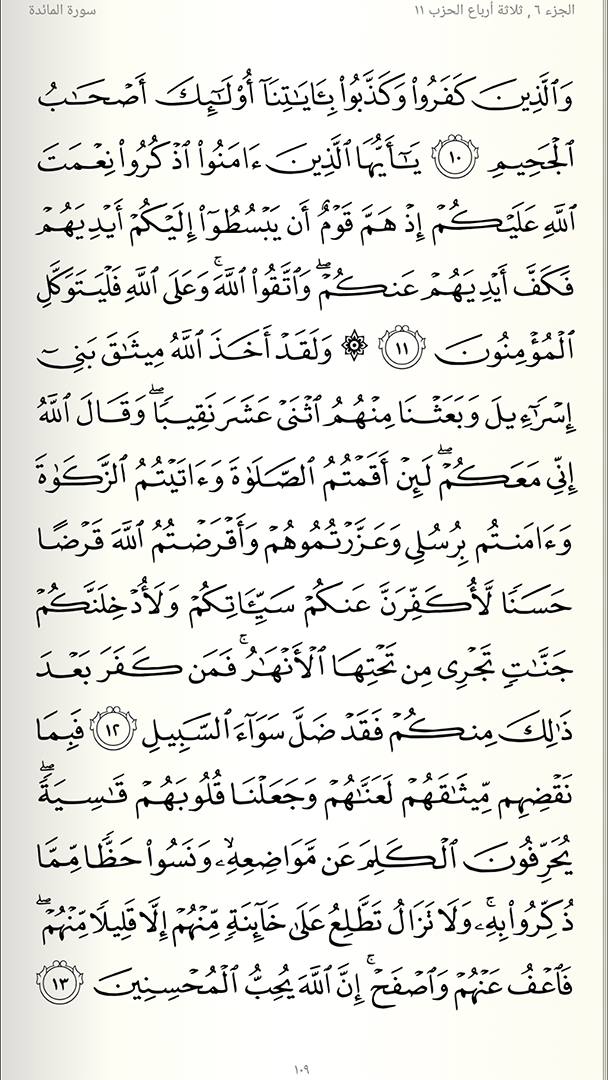 الجزء ٦ , ثلاثة أرباع الحزب ١١
سورة المائدة
وَٱلَّذِينَ كَفَرُوا۟ وَكَذَّبُوا۟ بِـَٔايَـٰتِنَآ أُو۟لَـٰٓئِكَ أَصْحَـٰبُ
ٱلْجَحِيمِ ١٠ يَـٰٓأَيُّهَا ٱلَّذِينَ ءَامَنُوا۟ ٱذْكُرُوا۟ نِعْمَتَ
ٱللَّهِ عَلَيْكُمْ إِذْ هَمَّ قَوْمٌ أَن يَبْسُطُوٓا۟ إِلَيْكُمْ أَيْدِيَهُمْ
فَكَفَّ أَيْدِيَهُمْ عَنكُمْ ۖ وَٱتَّقُوا۟ ٱللَّهَ ۚ وَعَلَى ٱللَّهِ فَلْيَتَوَكَّلِ
ٱلْمُؤْمِنُونَ ١١ ۞ وَلَقَدْ أَخَذَ ٱللَّهُ مِيثَـٰقَ بَنِىٓ
إِسْرَٰٓءِيلَ وَبَعَثْنَا مِنْهُمُ ٱثْنَىْ عَشَرَ نَقِيبًا ۖ وَقَالَ ٱللَّهُ
إِنِّى مَعَكُمْ ۖ لَئِنْ أَقَمْتُمُ ٱلصَّلَوٰةَ وَءَاتَيْتُمُ ٱلزَّكَوٰةَ
وَءَامَنتُم بِرُسُلِى وَعَزَّرْتُمُوهُمْ وَأَقْرَضْتُمُ ٱللَّهَ قَرْضًا
حَسَنًا لَّأُكَفِّرَنَّ عَنكُمْ سَيِّـَٔاتِكُمْ وَلَأُدْخِلَنَّكُمْ
جَنَّـٰتٍ تَجْرِى مِن تَحْتِهَا ٱلْأَنْهَـٰرُ ۚ فَمَن كَفَرَ بَعْدَ
ذَٰلِكَ مِنكُمْ فَقَدْ ضَلَّ سَوَآءَ ٱلسَّبِيلِ ١٢ فَبِمَا
نَقْضِهِم مِّيثَـٰقَهُمْ لَعَنَّـٰهُمْ وَجَعَلْنَا قُلُوبَهُمْ قَـٰسِيَةً ۖ
يُحَرِّفُونَ ٱلْكَلِمَ عَن مَّوَاضِعِهِۦ ۙ وَنَسُوا۟ حَظًّا مِّمَّا
ذُكِّرُوا۟ بِهِۦ ۚ وَلَا تَزَالُ تَطَّلِعُ عَلَىٰ خَآئِنَةٍ مِّنْهُمْ إِلَّا قَلِيلًا مِّنْهُمْ ۖ
فَٱعْفُ عَنْهُمْ وَٱصْفَحْ ۚ إِنَّ ٱللَّهَ يُحِبُّ ٱلْمُحْسِنِينَ ١٣
١٠٩